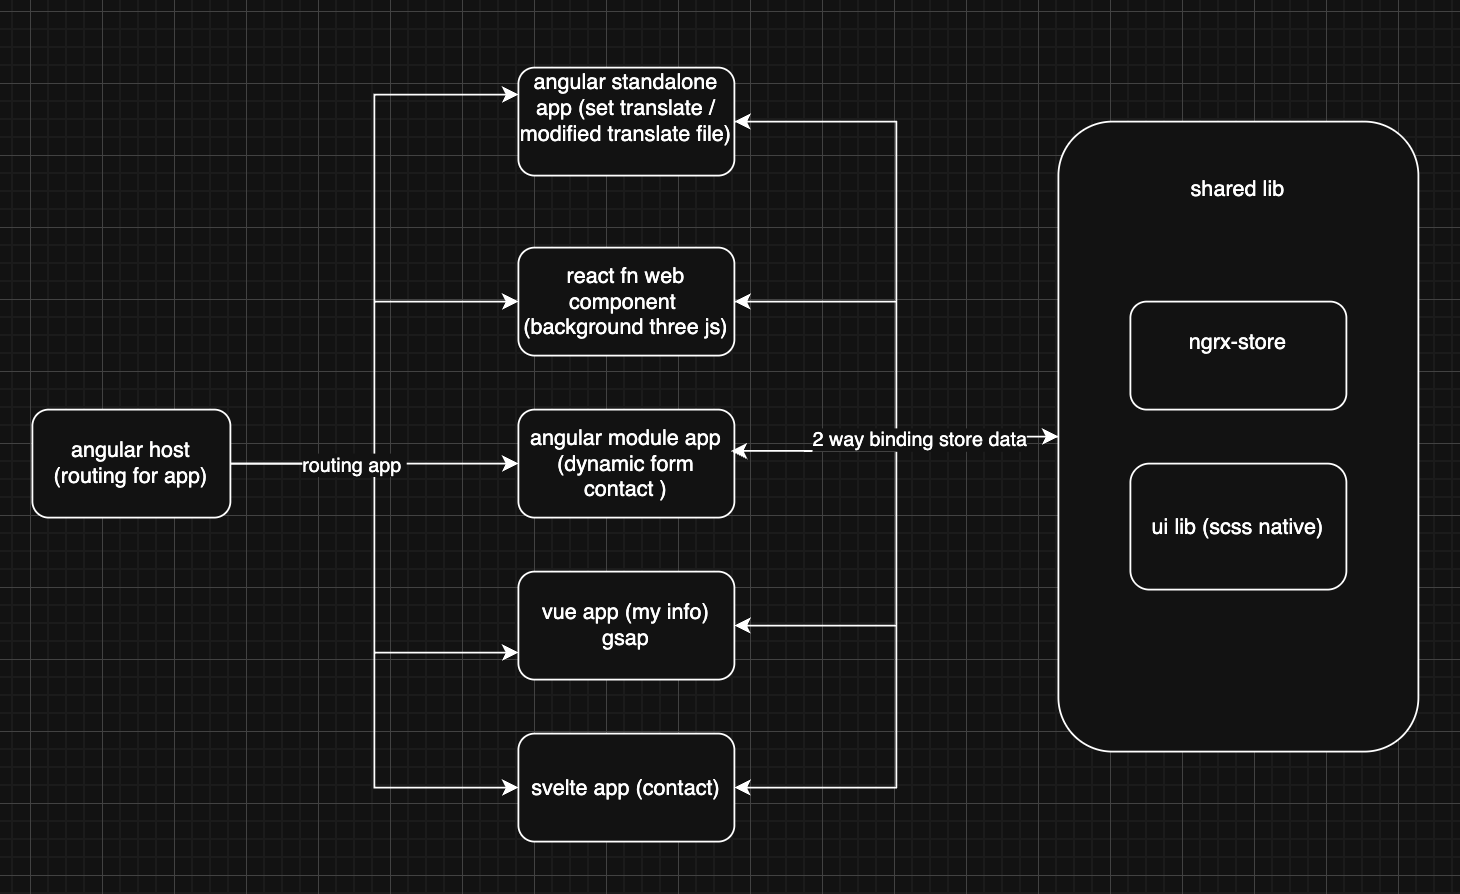 angular host
(routing for app)
routing app
angular standalone
app (set translate /
modified translate file)
react fn web
component
(background three js)
angular module app
(dynamic form
contact )
vue app (my info)
gsap
svelte app (contact)
2 way binding store data
shared lib
ngrx-store
ui lib (scss native)